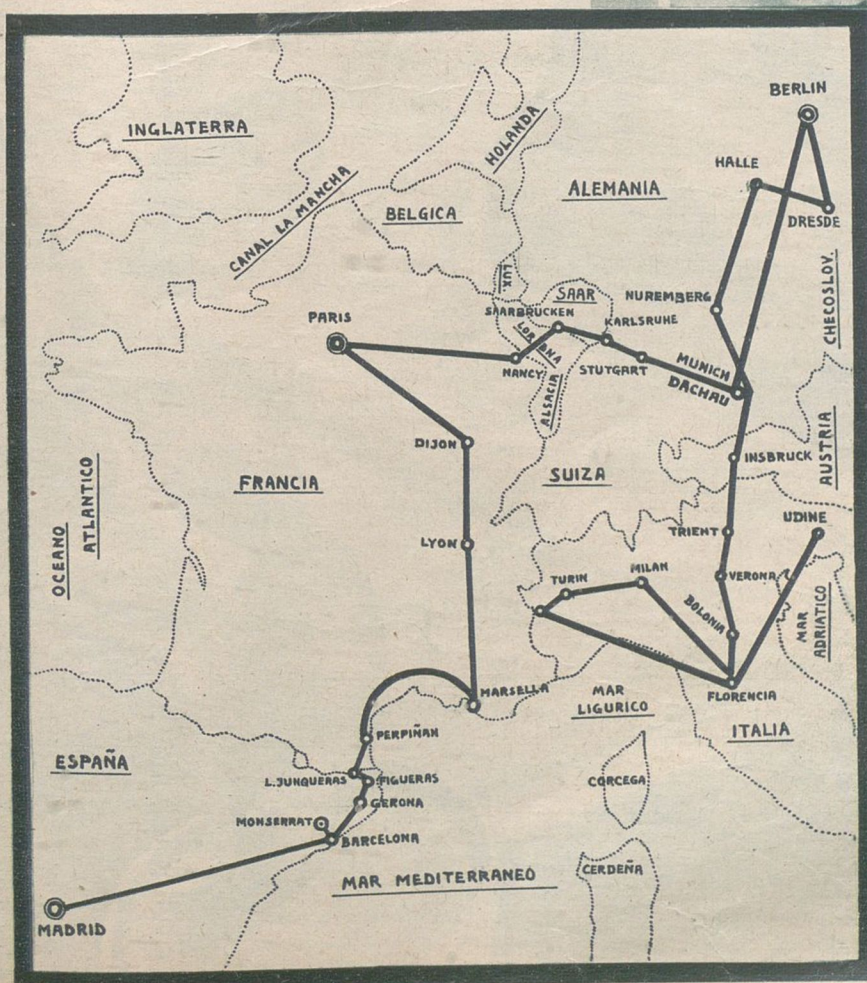 BERLIN
INGLATERRA
HOLANDA
HALLE
ALEMANIA
CANAL LA MANCHA
BELGICA
DRESDE
CHECOSLOV.
LUX.
SAAR
NUREMBERG
SAARBRUCKEN
KARLSRUHE
PARIS
LORENA
NANCY
STUTGART
MUNICH
DACHAU
ALSACIA
DIJON
INSBRUCK
AUSTRIA
SUIZA
FRANCIA
OCEANO
ATLANTICO
UDINE
TRIENT
LYON
TURIN
MILAN
VERONA
BOLONIA
MAR
ADRIATICO
MARSELLA
MAR
LIGURICO
FLORENCIA
ITALIA
PERPIÑAN
ESPAÑA
L. JUNQUERAS
FIGUERAS
CORCEGA
GERONA
MONSERRAT
BARCELONA
CERDEÑA
MAR MEDITERRANEO
MADRID